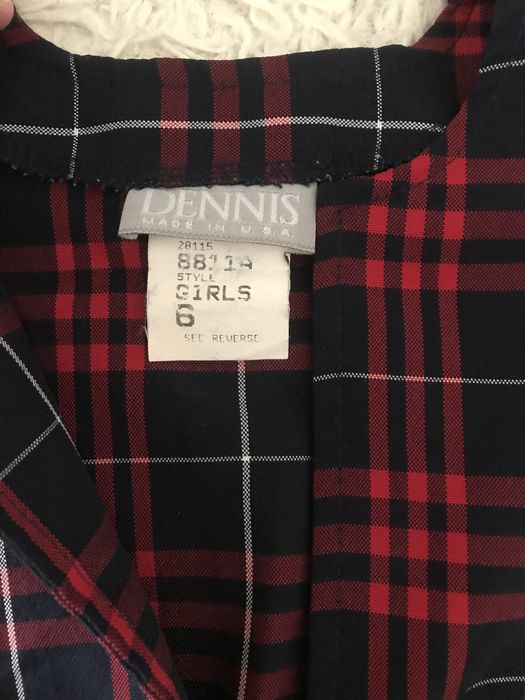 DENNIS
MADE IN U.S.A.
28115
8811A
STYLE
GIRLS
6
SEE REVERSE